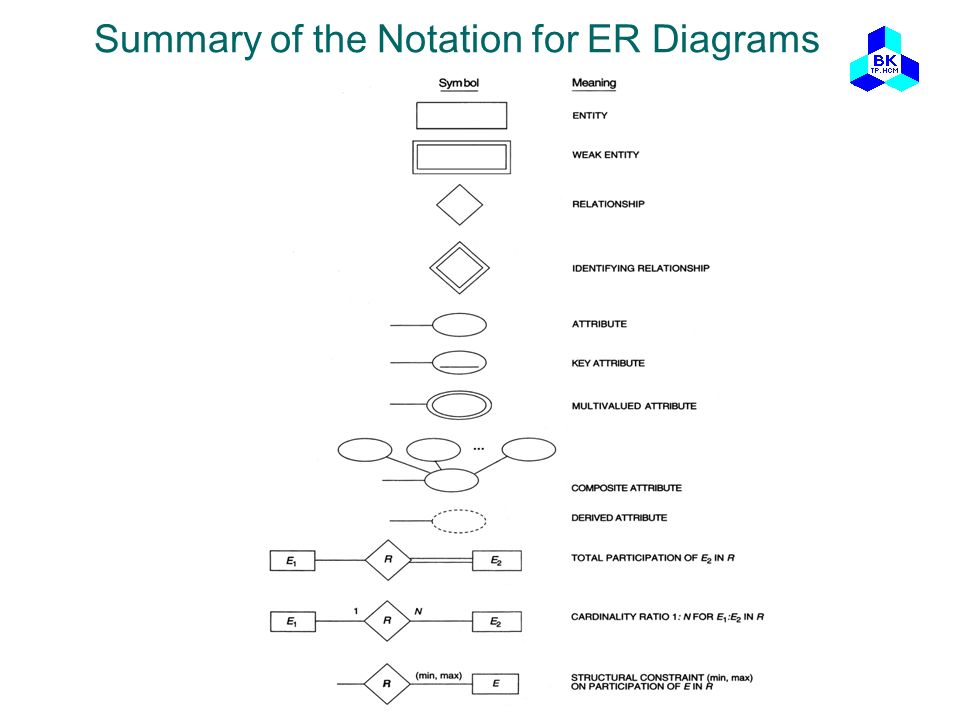 Summary of the Notation for ER Diagrams
BK
TP.HCM
Symbol Meaning
ENTITY
WEAK ENTITY
RELATIONSHIP
IDENTIFYING RELATIONSHIP
ATTRIBUTE
KEY ATTRIBUTE
MULTIVALUED ATTRIBUTE
...
COMPOSITE ATTRIBUTE
DERIVED ATTRIBUTE
E₁ R E₂ TOTAL PARTICIPATION OF E₂ IN R
1 N
E₁ R E₂ CARDINALITY RATIO 1: N FOR E₁:E₂ IN R
(min, max)
R E STRUCTURAL CONSTRAINT (min, max)
ON PARTICIPATION OF E IN R